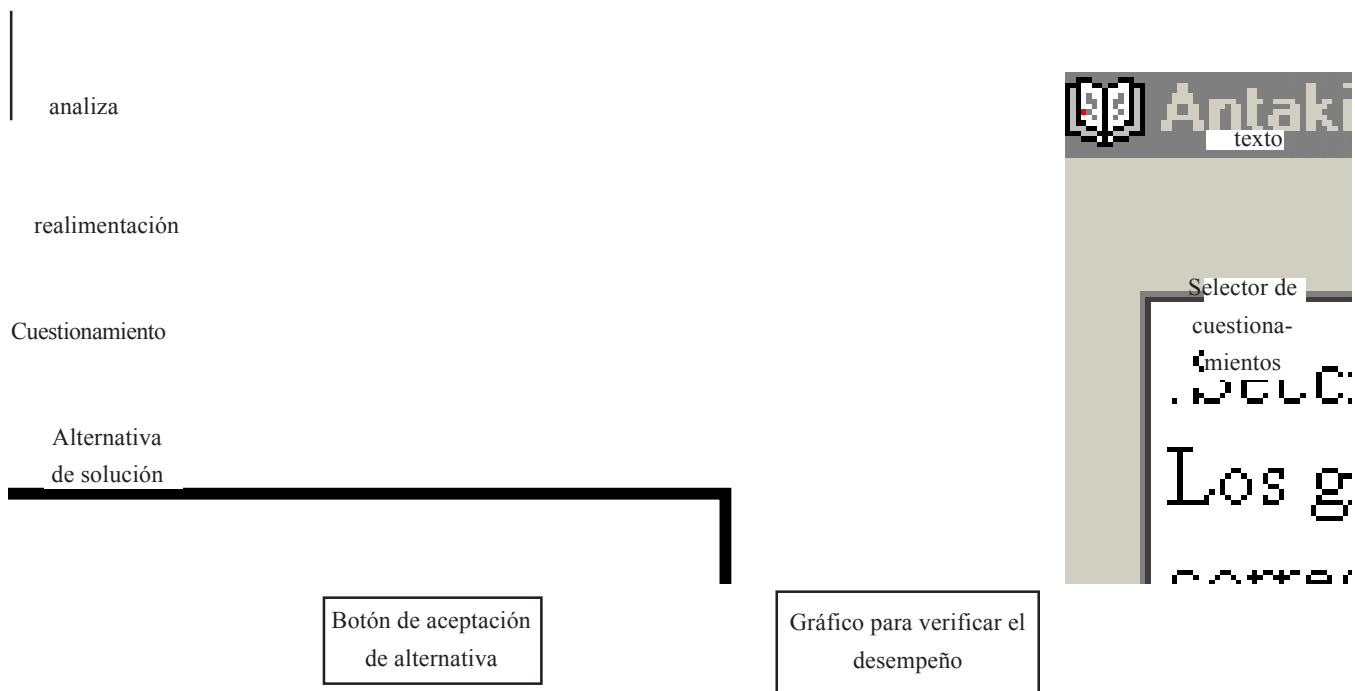 analiza
realimentación
Cuestionamiento
Alternativa
de solución
Antaki
texto
Selector de
cuestiona-
mientos
Los g
Botón de aceptación
de alternativa
Gráfico para verificar el
desempeño